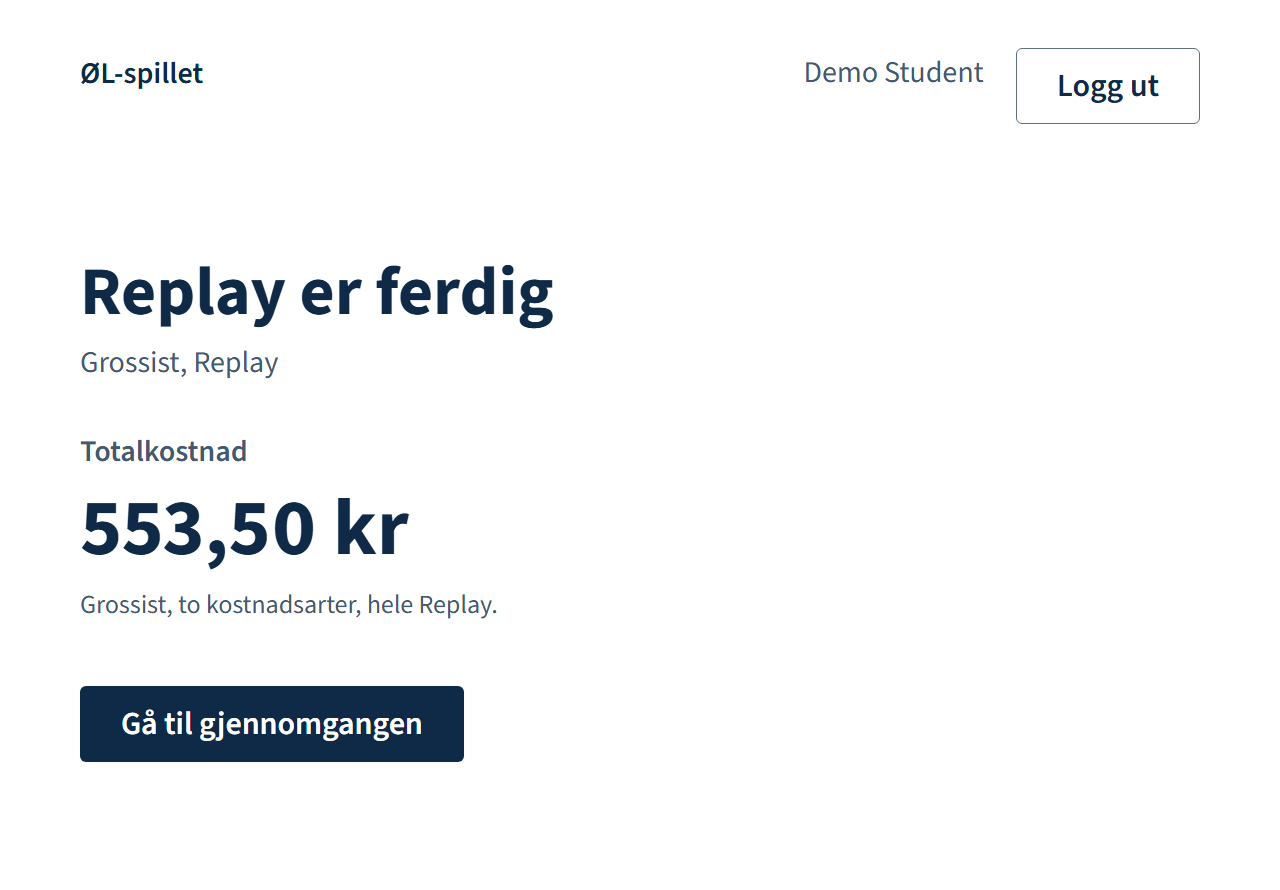 ØL-spillet
Demo Student
Logg ut
Replay er ferdig
Grossist, Replay
Totalkostnad
553,50 kr
Grossist, to kostnadsarter, hele Replay.
Gå til gjennomgangen